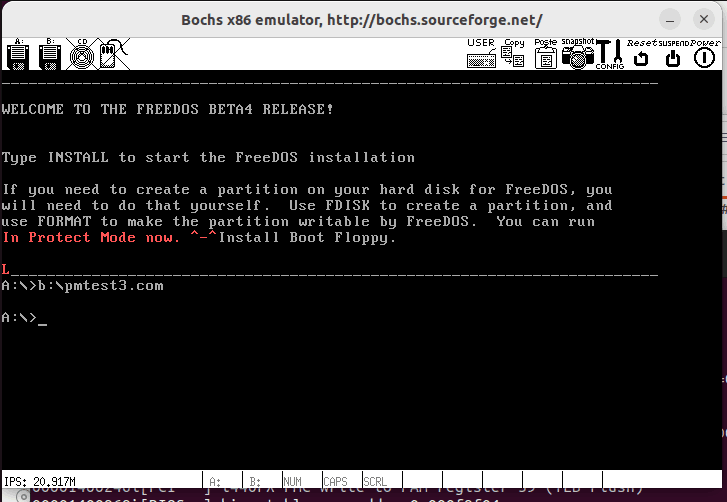 Bochs x86 emulator, http://bochs.sourceforge.net/
A: B: CD USER Copy Paste snapshot CONFIG Reset SUSPEND Power
WELCOME TO THE FREEDOS BETA4 RELEASE!
Type INSTALL to start the FreeDOS installation
If you need to create a partition on your hard disk for FreeDOS, you
will need to do that yourself.  Use FDISK to create a partition, and
use FORMAT to make the partition writable by FreeDOS.  You can run
In Protect Mode now. ^-^Install Boot Floppy.
L
A:\>b:\pmtest3.com
A:\>_
IPS: 20.917M A: B: NUM CAPS SCRL